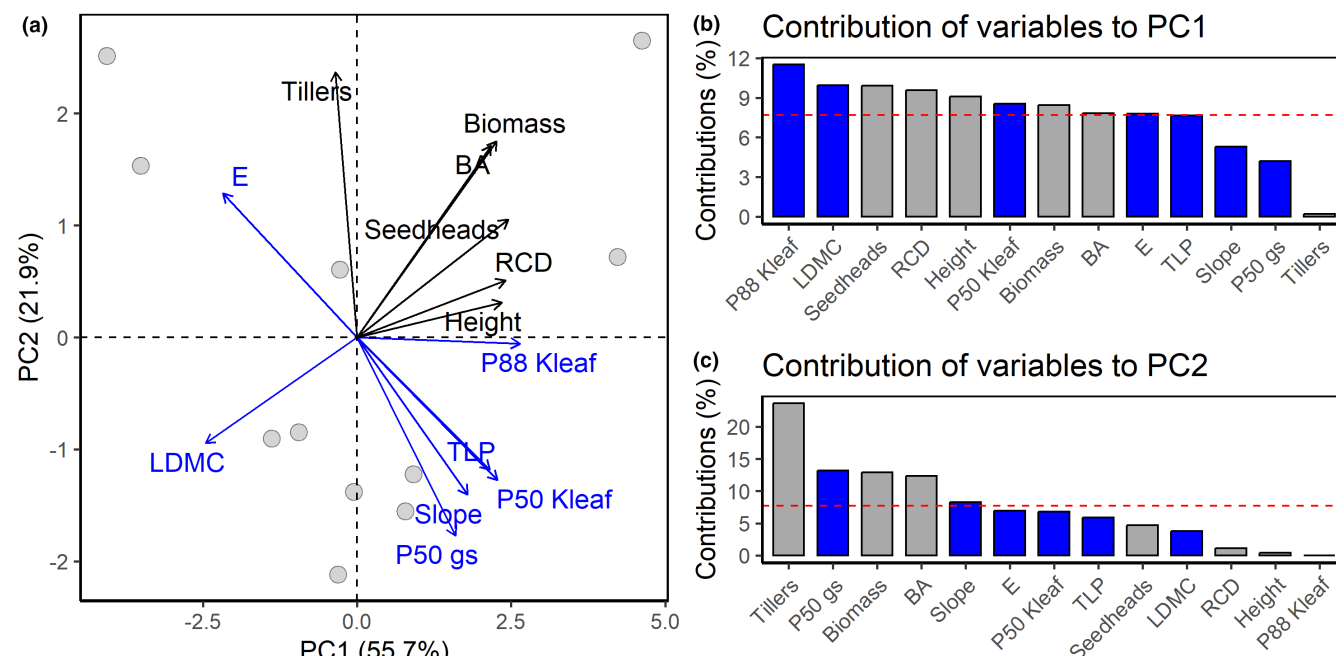 (a)
Tillers
Biomass
BA
E
Seedheads
RCD
Height
P88 Kleaf
LDMC
TLP
P50 Kleaf
Slope
P50 gs
PC2 (21.9%)
2
1
0
-1
-2
-2.5
0.0
2.5
5.0
PC1 (55.7%)
(b)
Contribution of variables to PC1
Contributions (%)
12
9
6
3
0
P88 Kleaf
LDMC
Seedheads
RCD
Height
P50 Kleaf
Biomass
BA
E
TLP
Slope
P50 gs
Tillers
(c)
Contribution of variables to PC2
Contributions (%)
20
15
10
5
0
Tillers
P50 gs
Biomass
BA
Slope
E
P50 Kleaf
TLP
Seedheads
LDMC
RCD
Height
P88 Kleaf